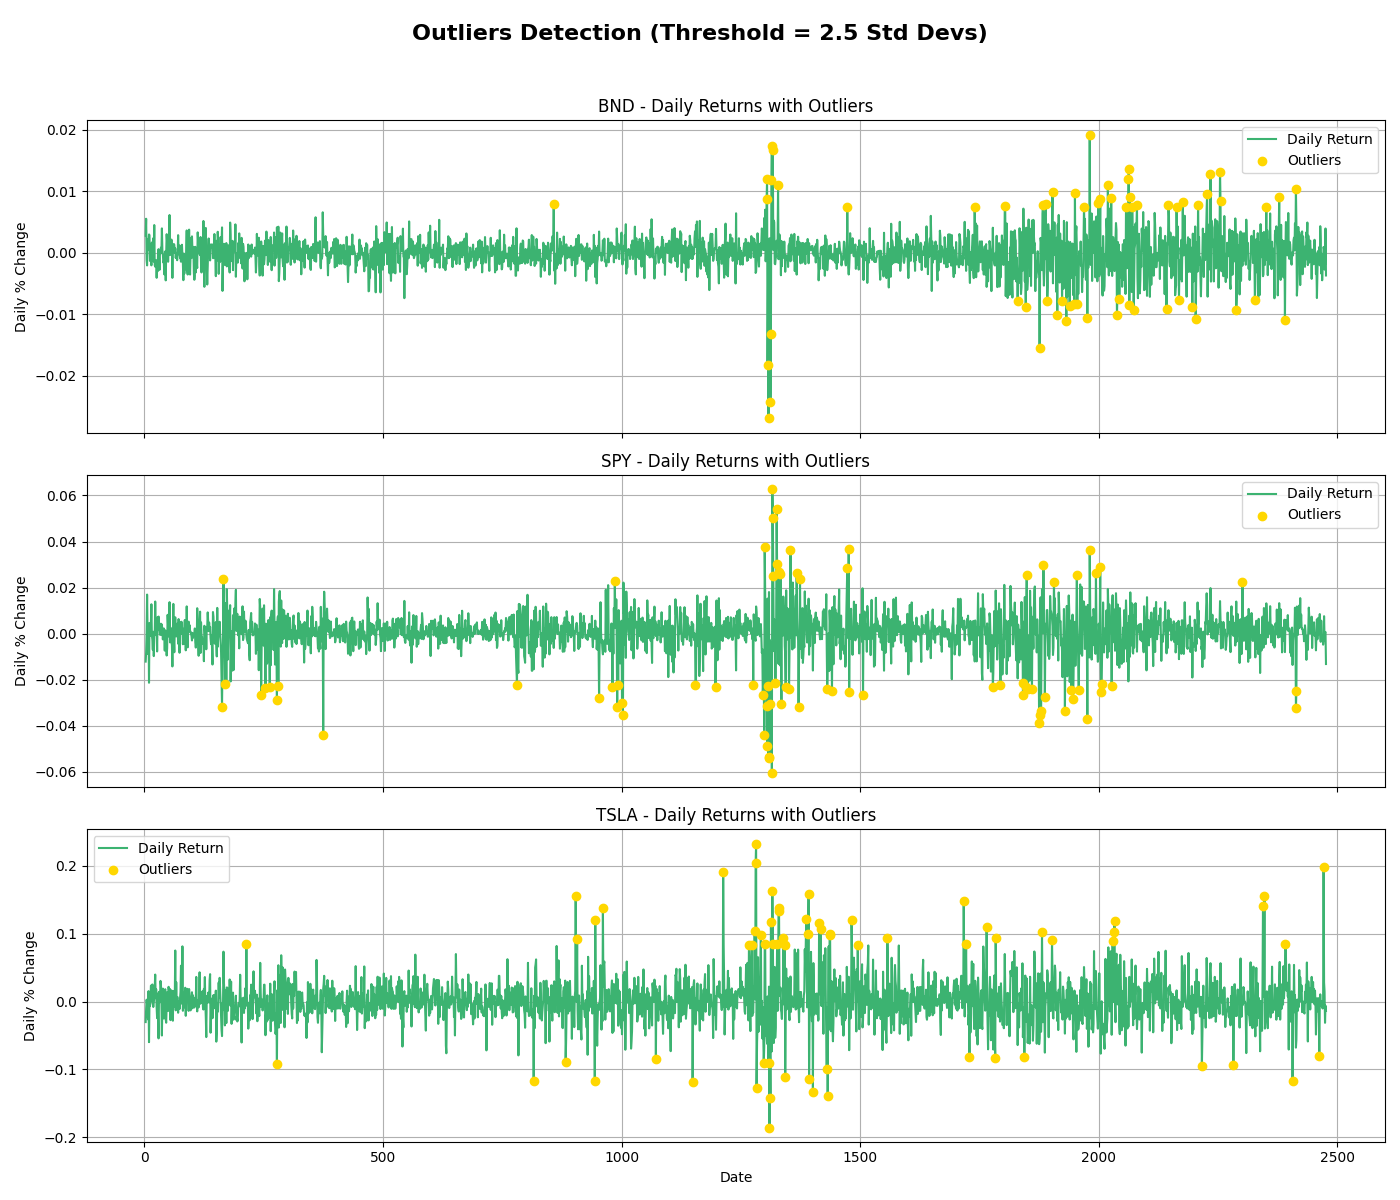 Outliers Detection (Threshold = 2.5 Std Devs)
BND - Daily Returns with Outliers
Daily % Change
0.02
0.01
0.00
−0.01
−0.02
Daily Return
Outliers
SPY - Daily Returns with Outliers
Daily % Change
0.06
0.04
0.02
0.00
−0.02
−0.04
−0.06
Daily Return
Outliers
TSLA - Daily Returns with Outliers
Daily % Change
0.2
0.1
0.0
−0.1
−0.2
Daily Return
Outliers
0 500 1000 1500 2000 2500
Date